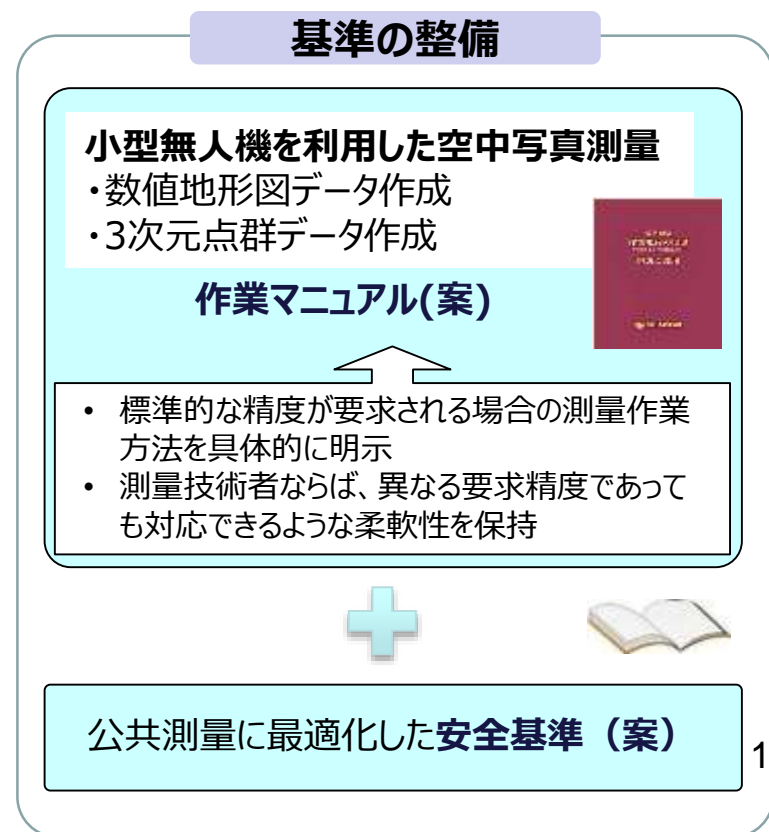 基準の整備
小型無人機を利用した空中写真測量
・数値地形図データ作成
・3次元点群データ作成
作業マニュアル(案)
• 標準的な精度が要求される場合の測量作業
方法を具体的に明示
• 測量技術者ならば、異なる要求精度であって
も対応できるような柔軟性を保持
公共測量に最適化した安全基準（案）
1